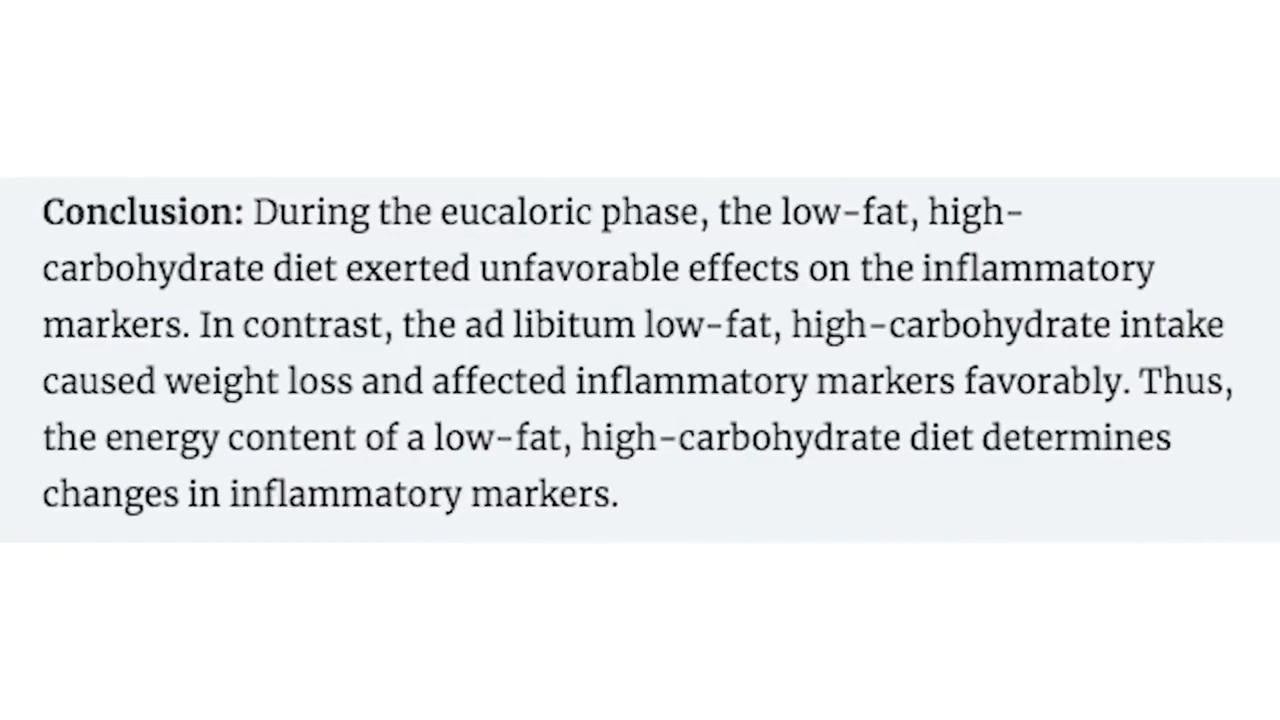 Conclusion: During the eucaloric phase, the low-fat, high-
carbohydrate diet exerted unfavorable effects on the inflammatory
markers. In contrast, the ad libitum low-fat, high-carbohydrate intake
caused weight loss and affected inflammatory markers favorably. Thus,
the energy content of a low-fat, high-carbohydrate diet determines
changes in inflammatory markers.